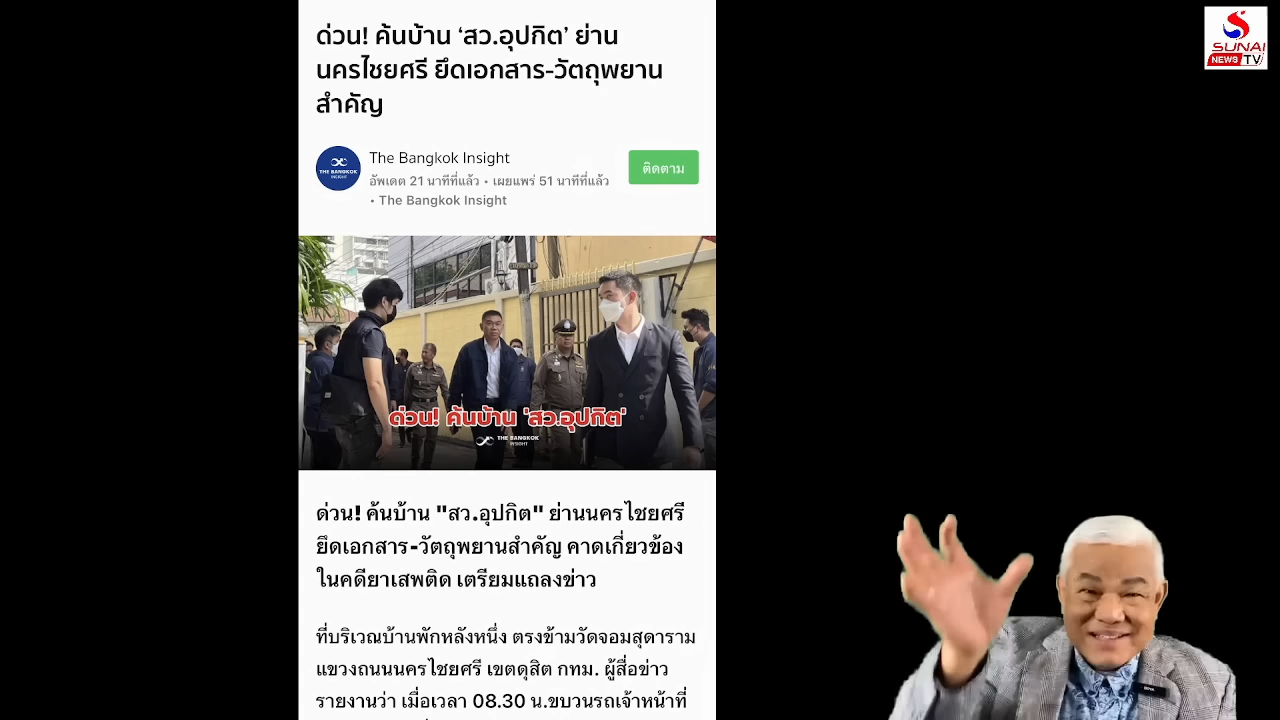 ด่วน! ค้นบ้าน ‘สว.อุปกิต’ ย่าน
นครไชยศรี ยึดเอกสาร-วัตถุพยาน
สำคัญ
SUNAI
NEWS TV
THE BANGKOK
INSIGHT
The Bangkok Insight
อัพเดต 21 นาทีที่แล้ว • เผยแพร่ 51 นาทีที่แล้ว
• The Bangkok Insight
ติดตาม
ด่วน! ค้นบ้าน 'สว.อุปกิต'
THE BANGKOK
INSIGHT
ด่วน! ค้นบ้าน "สว.อุปกิต" ย่านนครไชยศรี
ยึดเอกสาร-วัตถุพยานสำคัญ คาดเกี่ยวข้อง
ในคดียาเสพติด เตรียมแถลงข่าว
ที่บริเวณบ้านพักหลังหนึ่ง ตรงข้ามวัดจอมสุดาราม
แขวงถนนนครไชยศรี เขตดุสิต กทม. ผู้สื่อข่าว
รายงานว่า เมื่อเวลา 08.30 น.ขบวนรถเจ้าหน้าที่